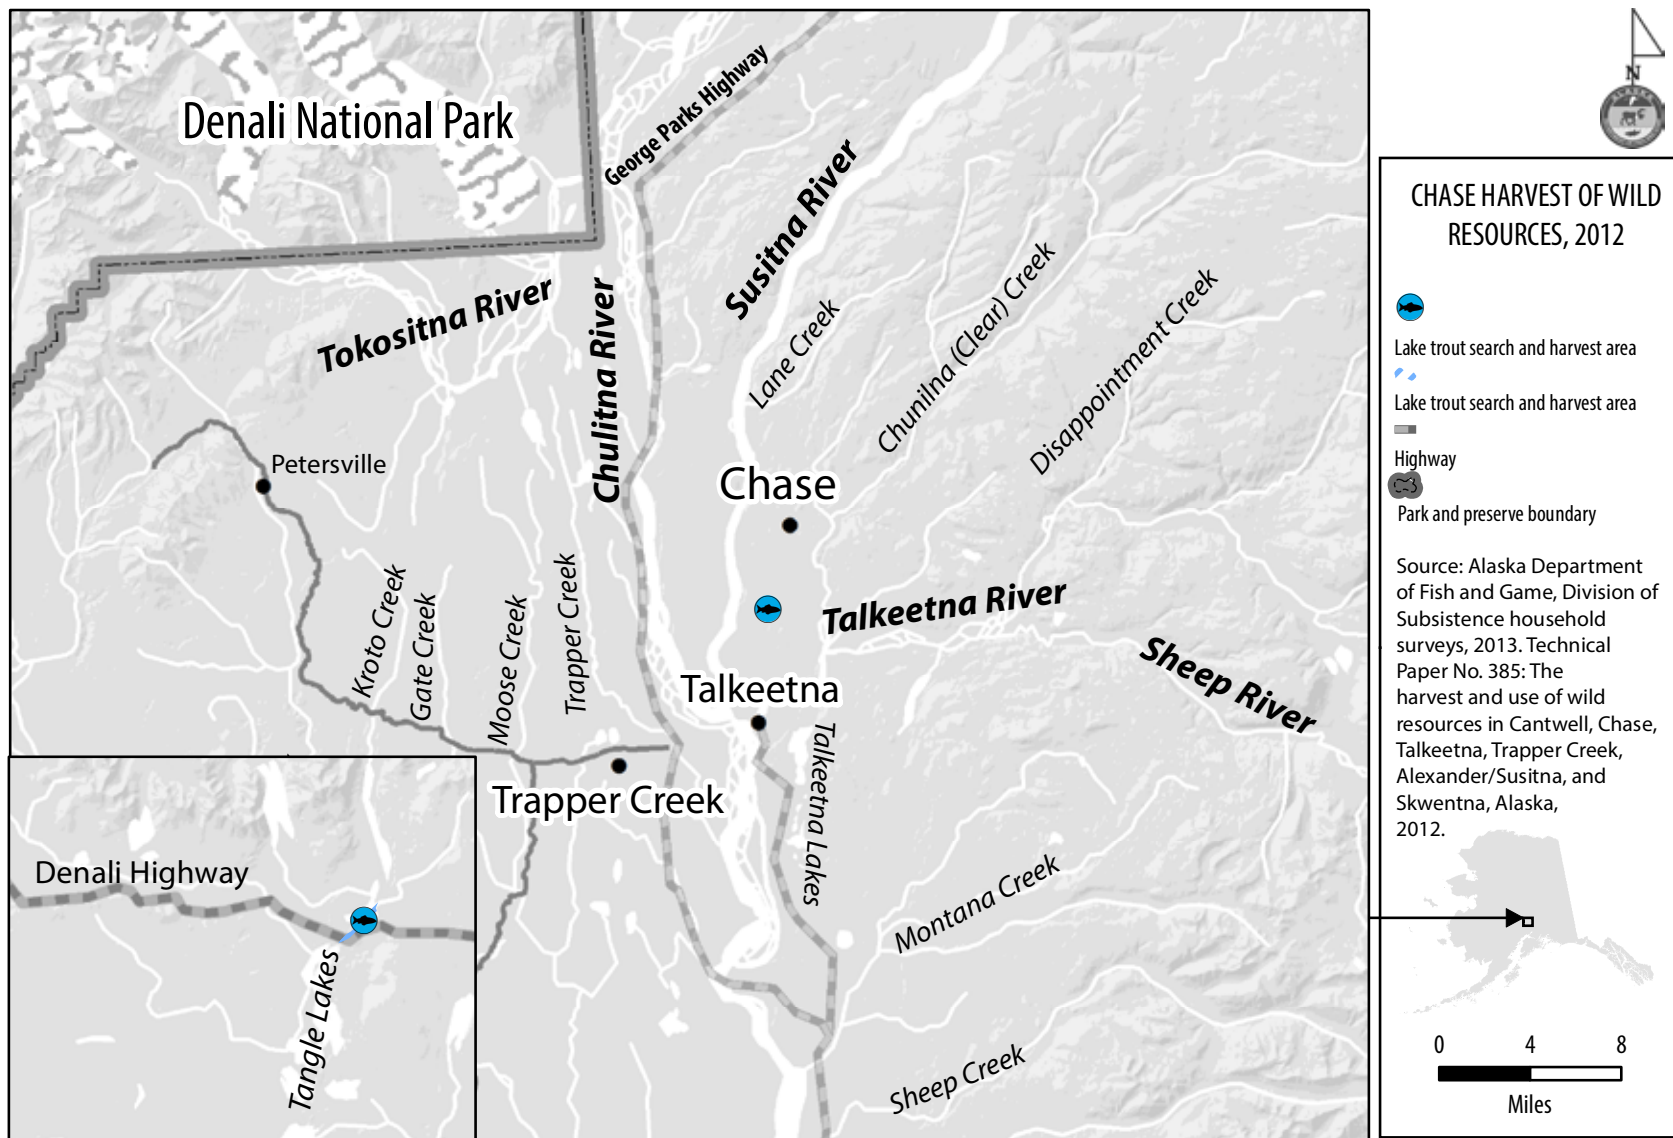 Denali National Park
George Parks Highway
Susitna River
Tokositna River
Chulitna River
Lane Creek
Chunilna (Clear) Creek
Disappointment Creek
Petersville
Chase
Kroto Creek
Gate Creek
Moose Creek
Trapper Creek
Talkeetna River
Sheep River
Talkeetna
Talkeetna Lakes
Trapper Creek
Montana Creek
Sheep Creek
Denali Highway
Tangle Lakes
N
ALASKA
CHASE HARVEST OF WILD
RESOURCES, 2012
Lake trout search and harvest area
Lake trout search and harvest area
Highway
Park and preserve boundary
Source: Alaska Department
of Fish and Game, Division of
Subsistence household
surveys, 2013. Technical
Paper No. 385: The
harvest and use of wild
resources in Cantwell, Chase,
Talkeetna, Trapper Creek,
Alexander/Susitna, and
Skwentna, Alaska,
2012.
0 4 8
Miles